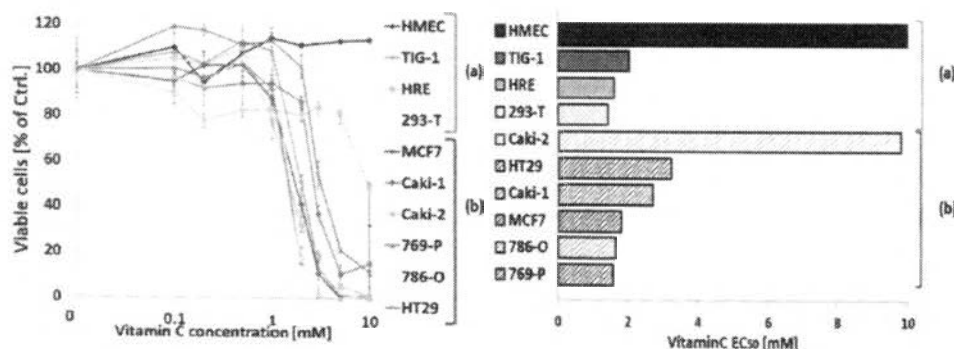 120
100
80
60
40
20
0
Viable cells [% of Ctrl.]
0
0.1
1
10
Vitamin C concentration [mM]
HMEC
TIG-1
HRE
293-T
(a)
MCF7
Caki-1
Caki-2
769-P
786-O
HT29
(b)
HMEC
TIG-1
HRE
293-T
(a)
Caki-2
HT29
Caki-1
MCF7
786-O
769-P
(b)
0
2
4
6
8
10
VitaminC EC50 [mM]